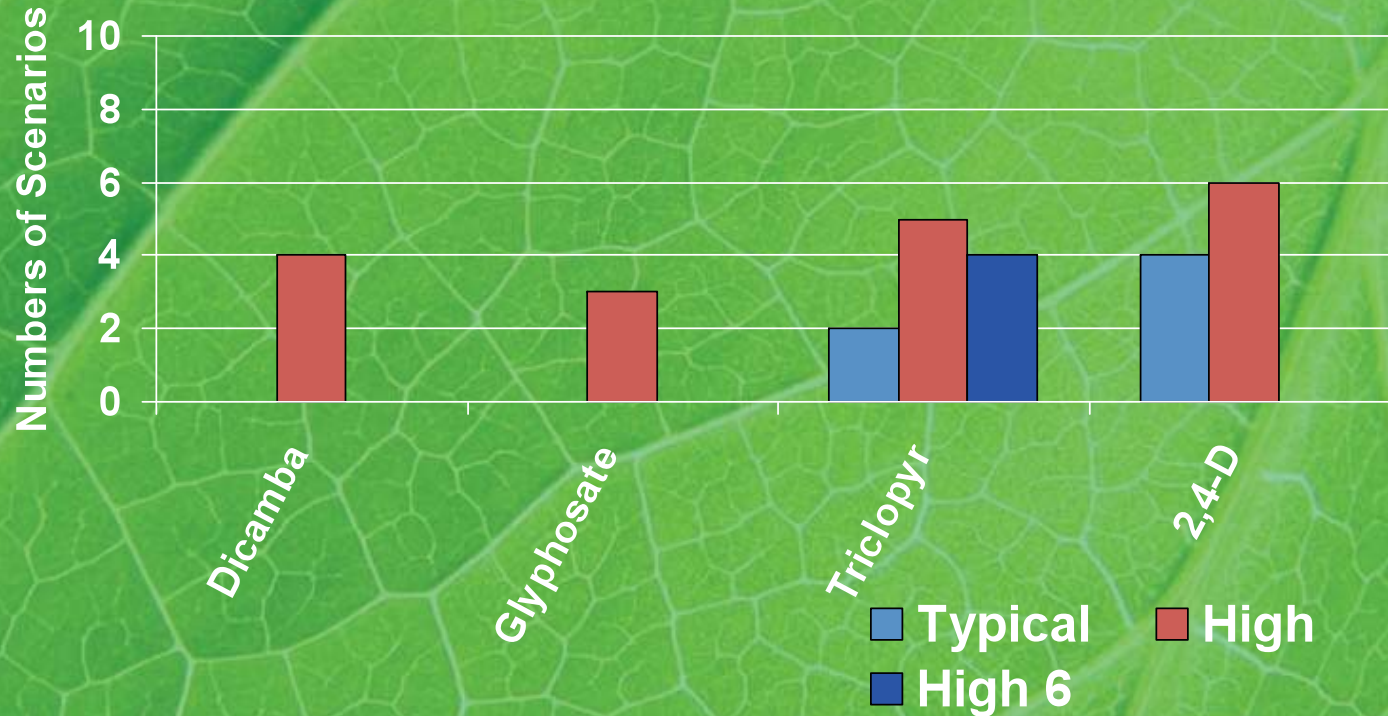 Numbers of Scenarios
10
8
6
4
2
0
Dicamba
Glyphosate
Triclopyr
2,4-D
Typical
High
High 6